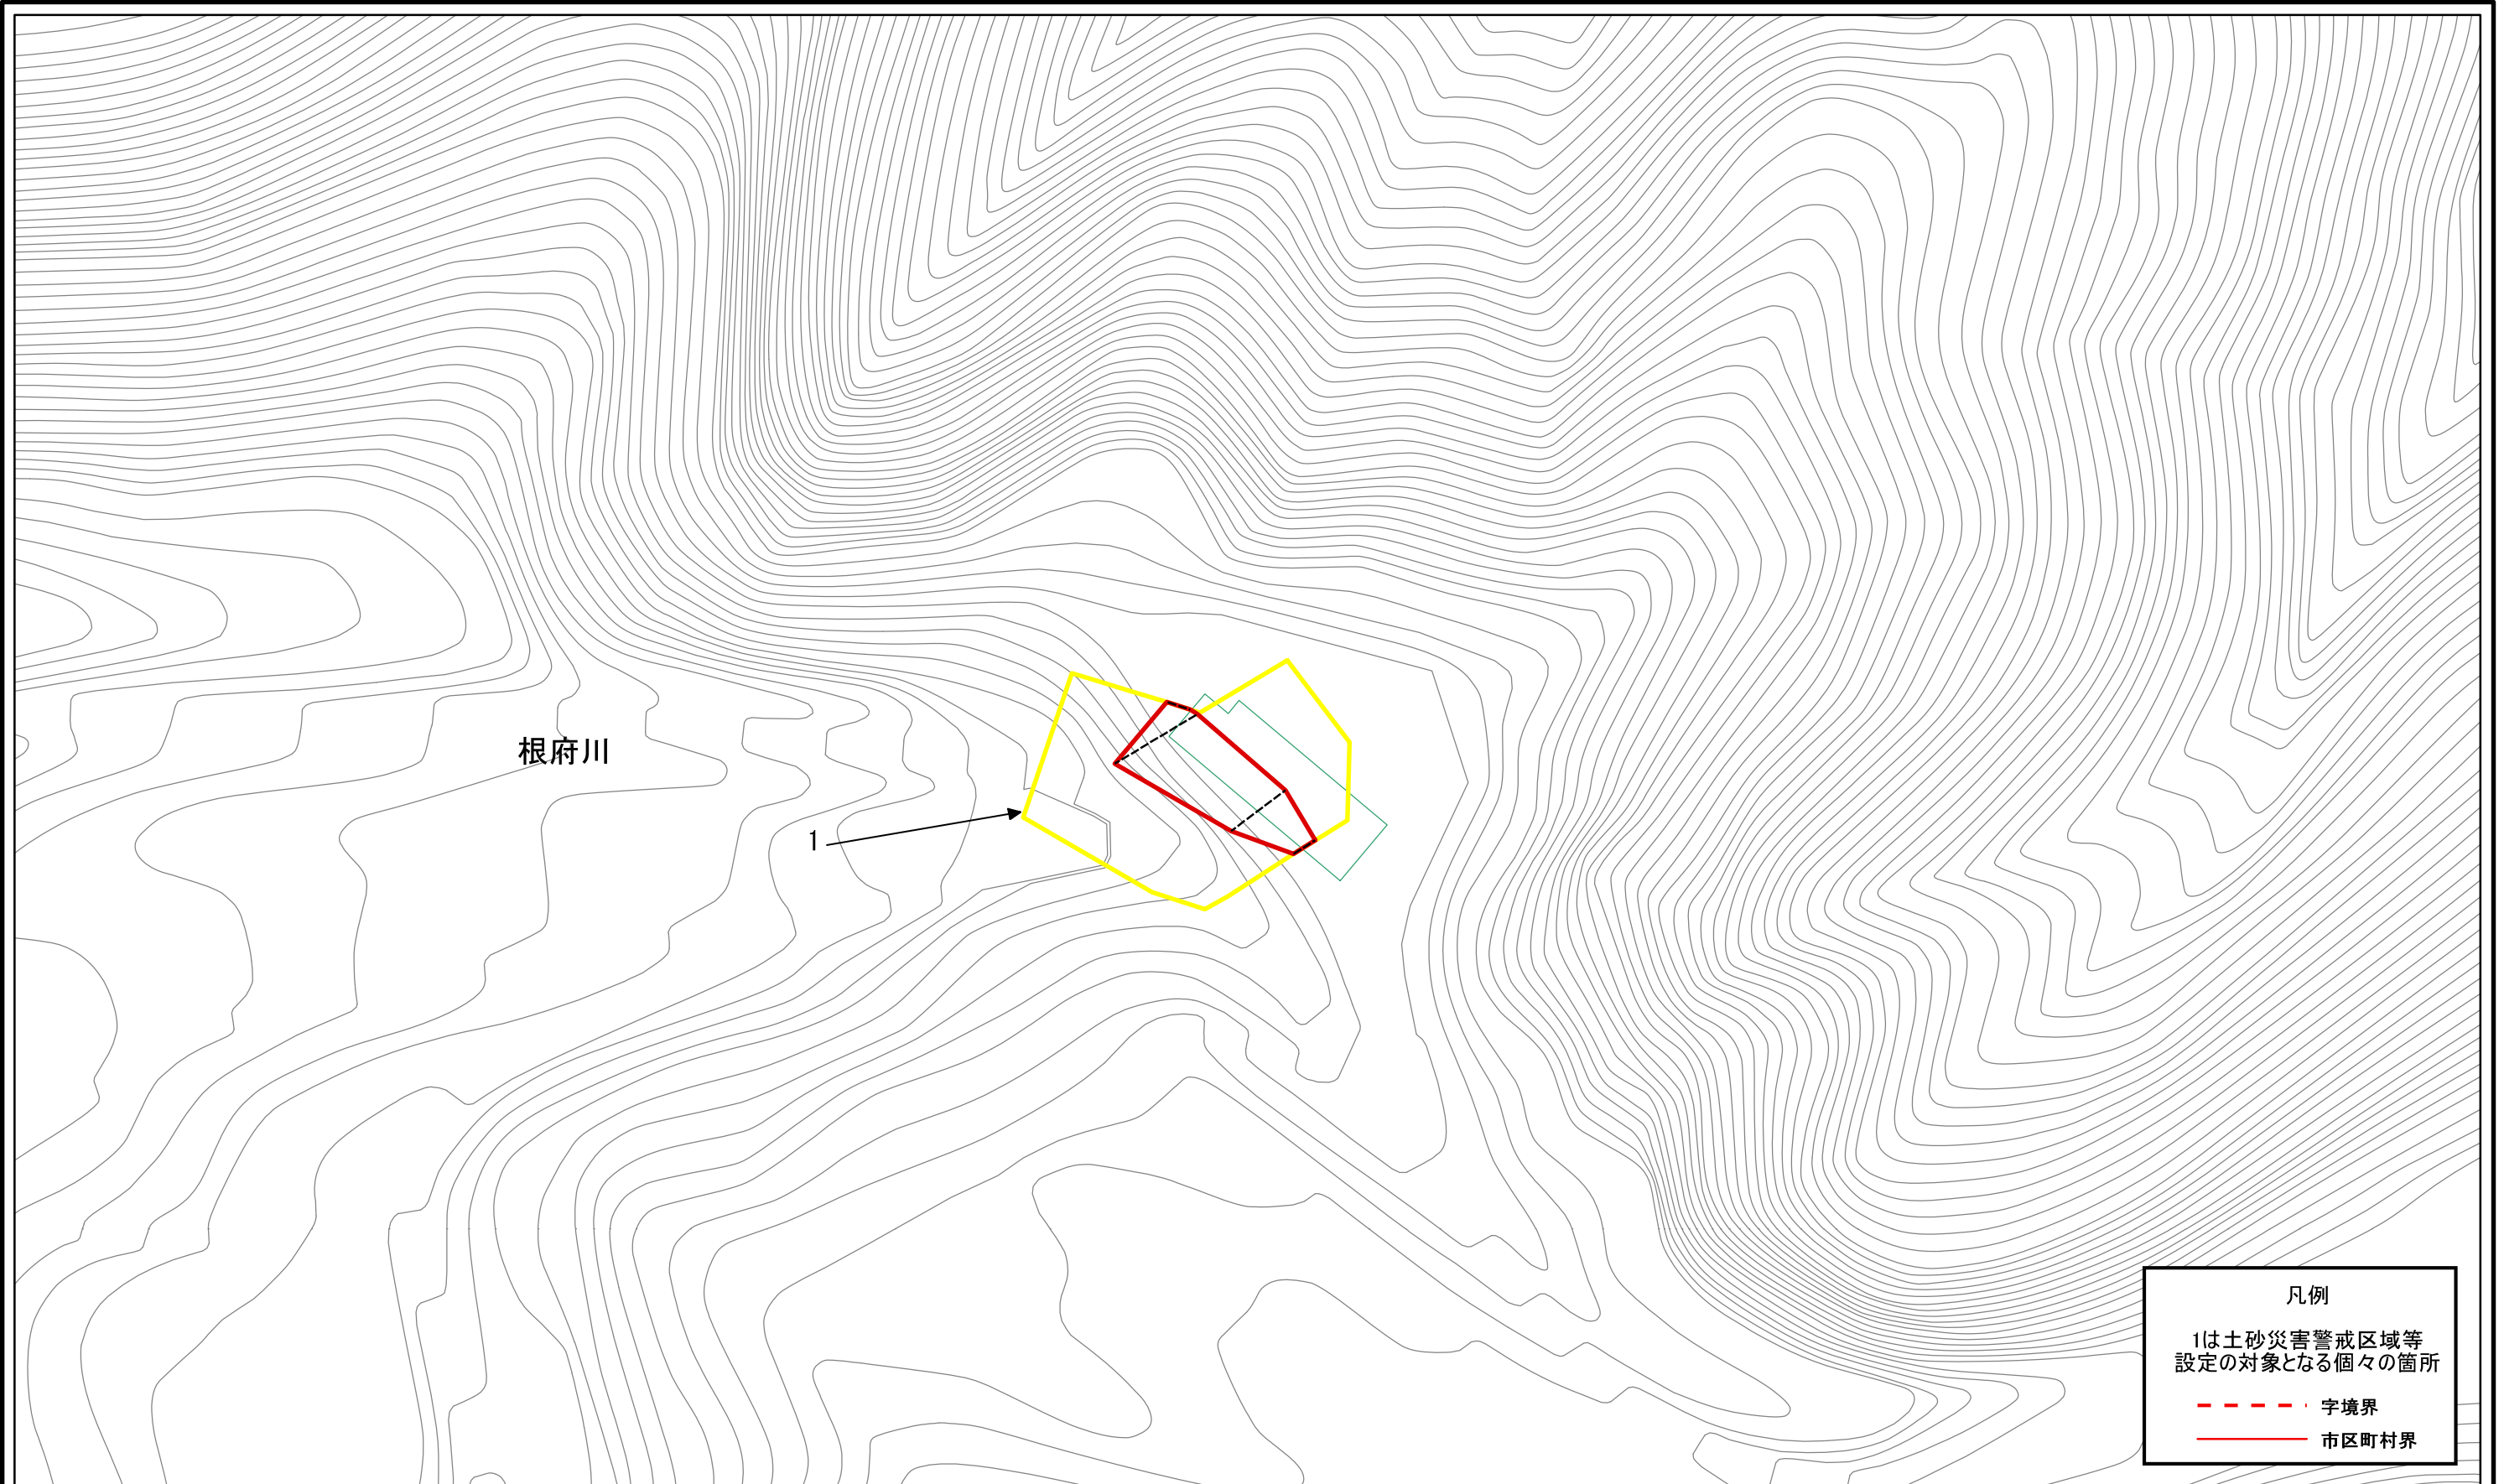 根府川
1
凡例
1は土砂災害警戒区域等
設定の対象となる個々の箇所
字境界
市区町村界